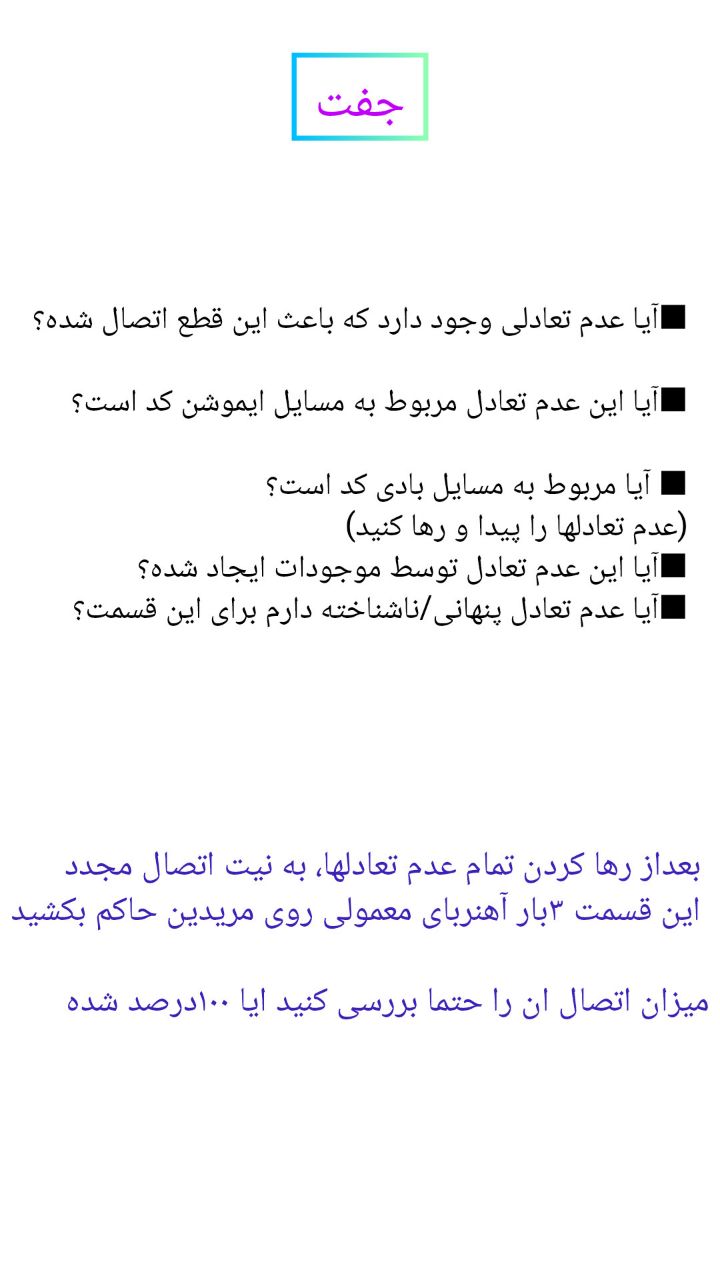 جفت
■آیا عدم تعادلی وجود دارد که باعث این قطع اتصال شده؟
■آیا این عدم تعادل مربوط به مسایل ایموشن کد است؟
■ آیا مربوط به مسایل بادی کد است؟
(عدم تعادلها را پیدا و رها کنید)
■آیا این عدم تعادل توسط موجودات ایجاد شده؟
■آیا عدم تعادل پنهانی/ناشناخته دارم برای این قسمت؟
بعداز رها کردن تمام عدم تعادلها، به نیت اتصال مجدد
این قسمت ۳بار آهنربای معمولی روی مریدین حاکم بکشید
میزان اتصال ان را حتما بررسی کنید ایا ۱۰۰درصد شده